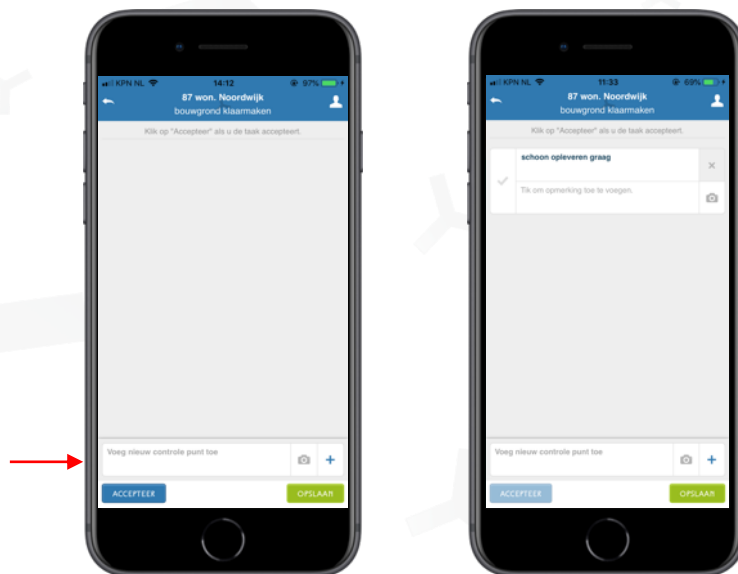 KPN NL 14:12 97%
87 won. Noordwijk
bouwgrond klaarmaken
Klik op "Accepteer" als u de taak accepteert.
Voeg nieuw controle punt toe
ACCEPTEER
OPSLAAN
KPN NL 11:33 69%
87 won. Noordwijk
bouwgrond klaarmaken
Klik op "Accepteer" als u de taak accepteert.
schoon opleveren graag
Tik om opmerking toe te voegen.
Voeg nieuw controle punt toe
ACCEPTEER
OPSLAAN